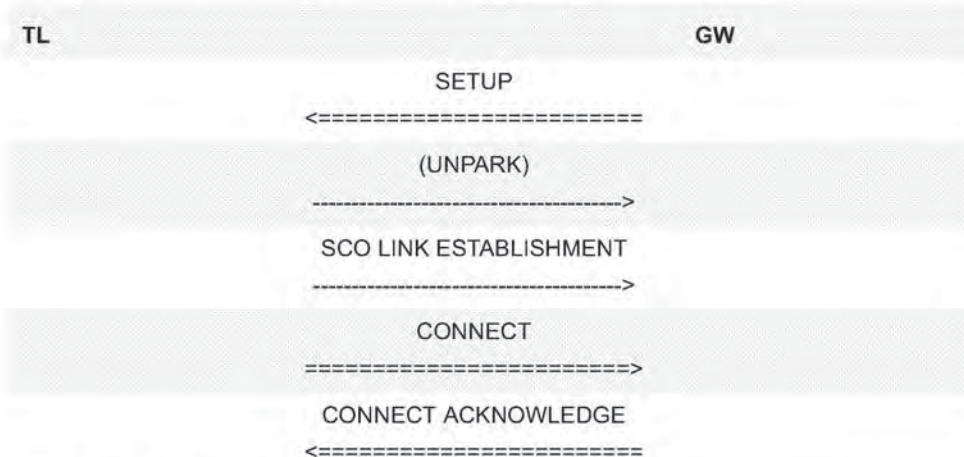 TL GW
SETUP
<========================
(UNPARK)
--------------------------------------->
SCO LINK ESTABLISHMENT
--------------------------------------->
CONNECT
========================>
CONNECT ACKNOWLEDGE
<========================